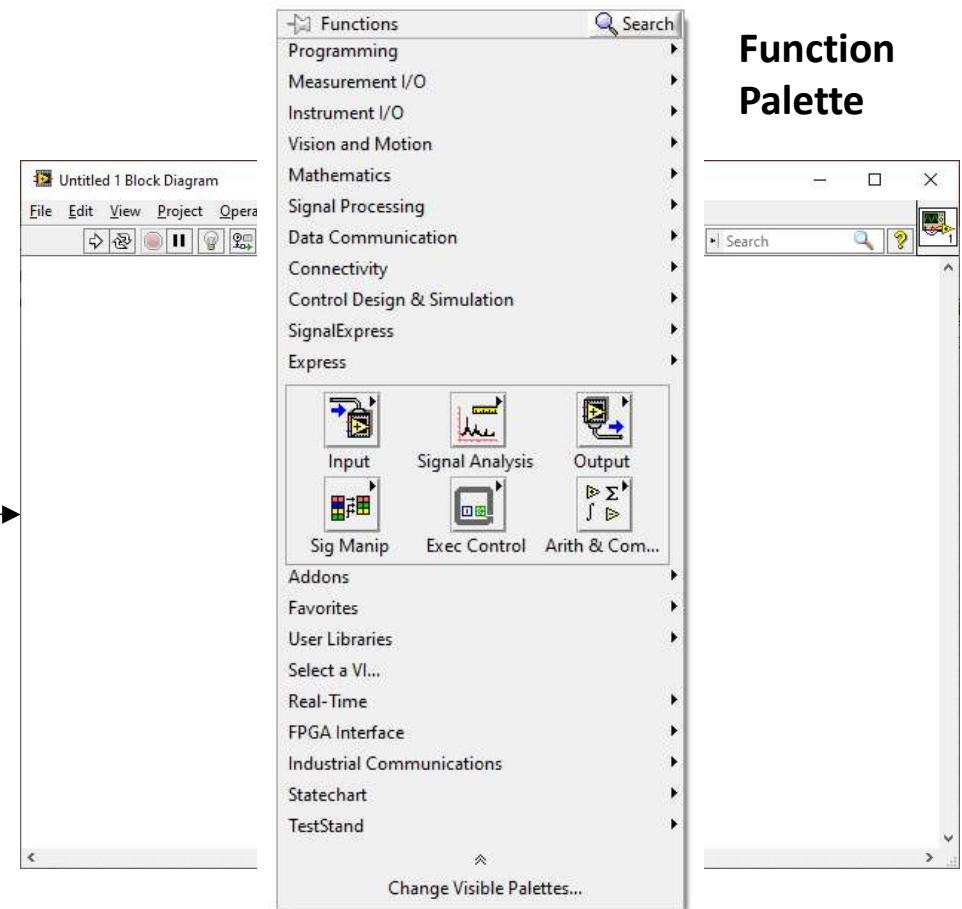 Functions
Search
Function
Palette
Programming
Measurement I/O
Instrument I/O
Vision and Motion
Mathematics
Signal Processing
Data Communication
Connectivity
Control Design & Simulation
SignalExpress
Express
Untitled 1 Block Diagram
File Edit View Project Opera
Search
1
Input Signal Analysis Output
Sig Manip Exec Control Arith & Com...
Addons
Favorites
User Libraries
Select a VI...
Real-Time
FPGA Interface
Industrial Communications
Statechart
TestStand
Change Visible Palettes...